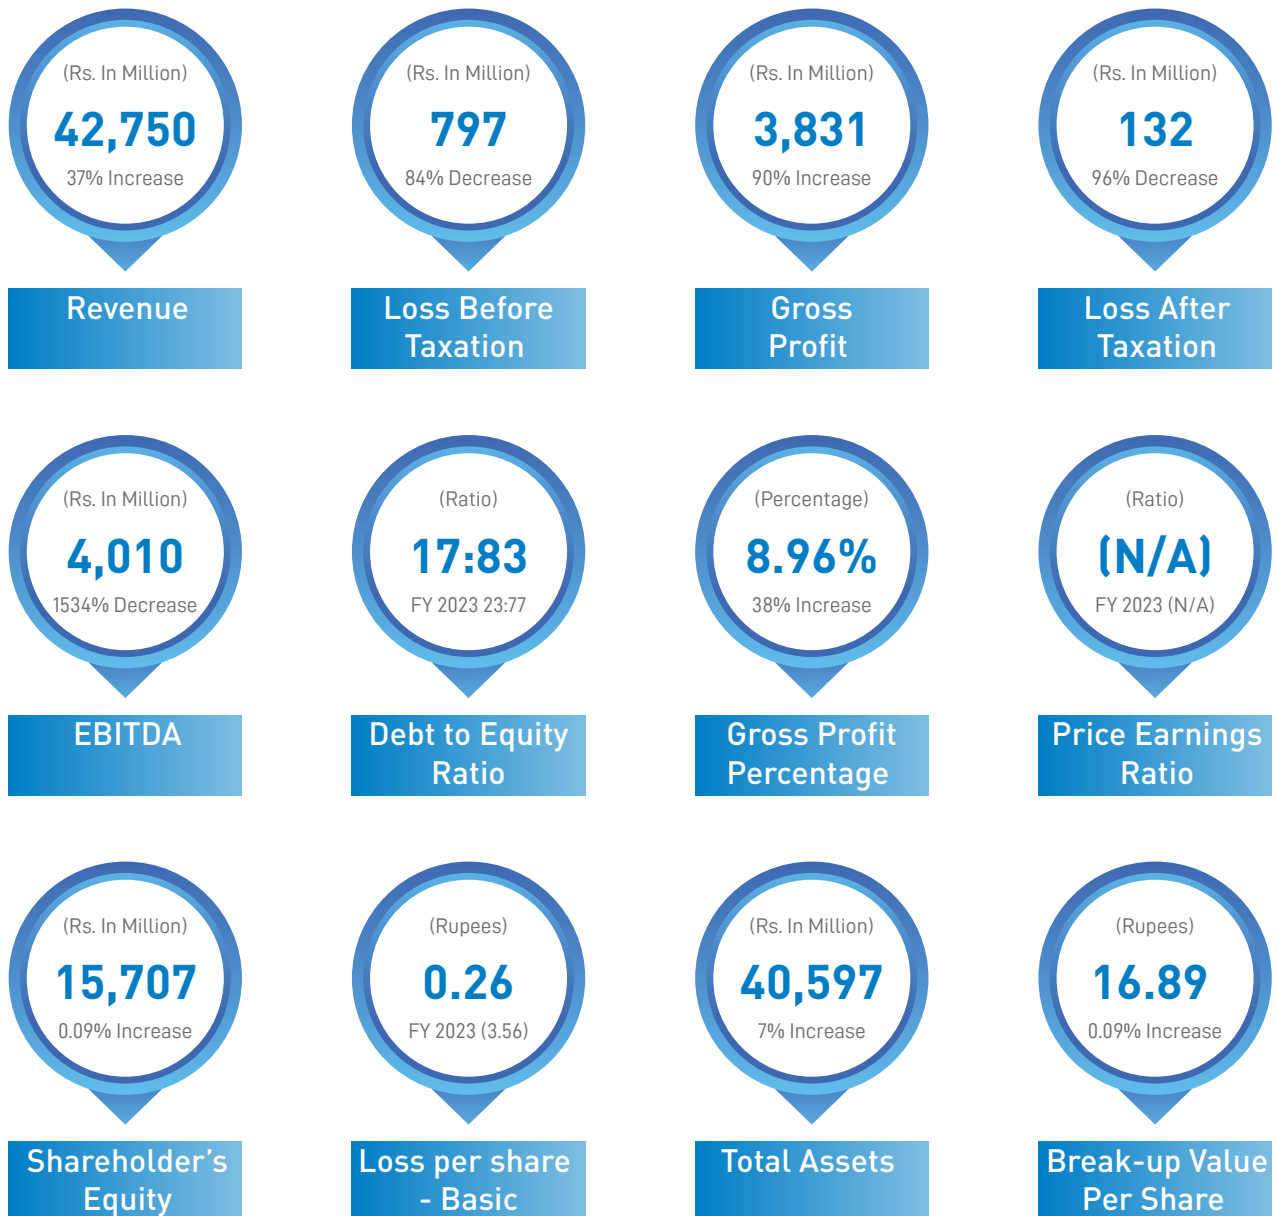 (Rs. In Million)
42,750
37% Increase
Revenue
(Rs. In Million)
797
84% Decrease
Loss Before
Taxation
(Rs. In Million)
3,831
90% Increase
Gross
Profit
(Rs. In Million)
132
96% Decrease
Loss After
Taxation
(Rs. In Million)
4,010
1534% Decrease
EBITDA
(Ratio)
17:83
FY 2023 23:77
Debt to Equity
Ratio
(Percentage)
8.96%
38% Increase
Gross Profit
Percentage
(Ratio)
(N/A)
FY 2023 (N/A)
Price Earnings
Ratio
(Rs. In Million)
15,707
0.09% Increase
Shareholder's
Equity
(Rupees)
0.26
FY 2023 (3.56)
Loss per share
- Basic
(Rs. In Million)
40,597
7% Increase
Total Assets
(Rupees)
16.89
0.09% Increase
Break-up Value
Per Share